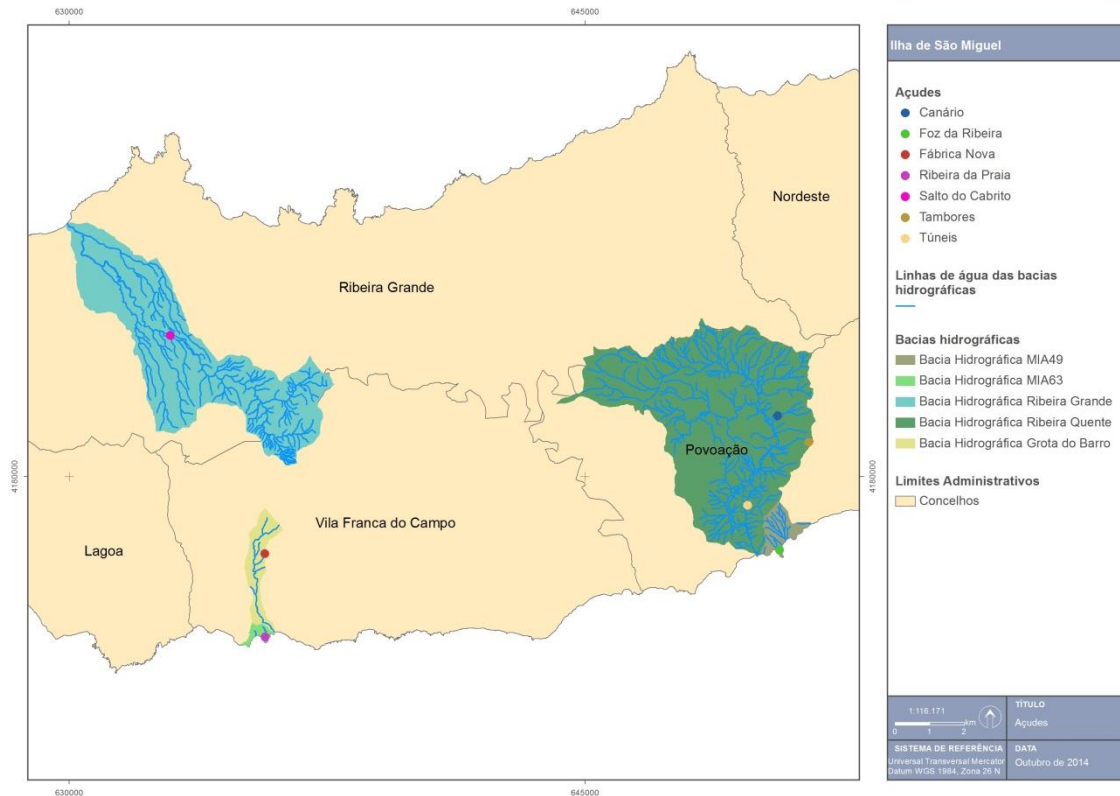 630000
645000
Ilha de São Miguel
Açudes
Canário
Foz da Ribeira
Fábrica Nova
Ribeira da Praia
Salto do Cabrito
Tambores
Túneis
Linhas de água das bacias
hidrográficas
Bacias hidrográficas
Bacia Hidrográfica MIA49
Bacia Hidrográfica MIA63
Bacia Hidrográfica Ribeira Grande
Bacia Hidrográfica Ribeira Quente
Bacia Hidrográfica Grota do Barro
Limites Administrativos
Concelhos
Nordeste
Ribeira Grande
Povoação
4180000
4180000
Vila Franca do Campo
Lagoa
1:116.171
km
0 1 2
TÍTULO
Açudes
SISTEMA DE REFERÊNCIA
Universal Transversal Mercator
Datum WGS 1984, Zona 26 N
DATA
Outubro de 2014
630000
645000